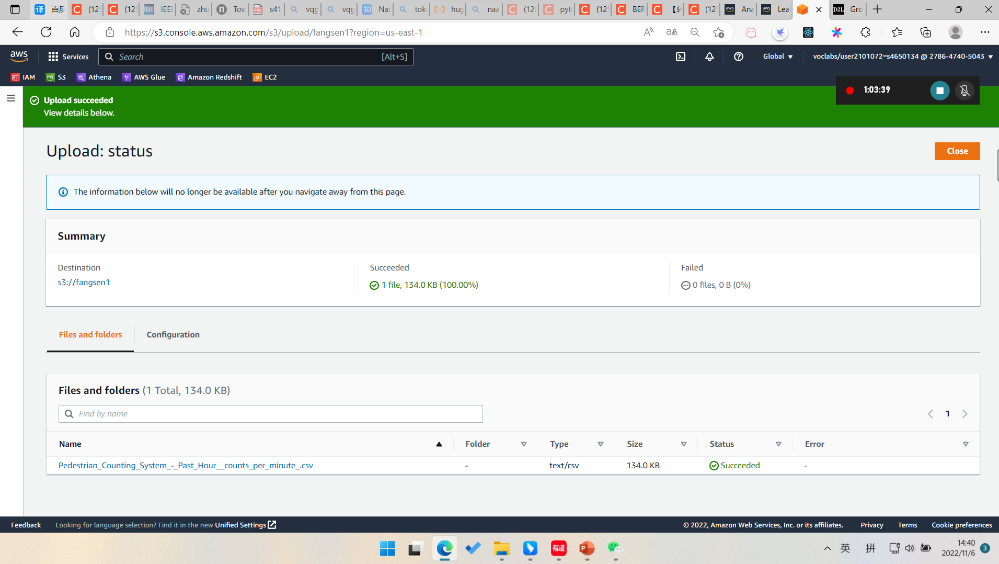 百度 (125 (125 IEEE zhu Tow s41 vqg vqg Nat tok hug naa (126 pyt (125 BER 【转 (125 Ana Lea Gro
https://s3.console.aws.amazon.com/s3/upload/fangsen1?region=us-east-1
aws Services Search [Alt+S] Global voclabs/user2101072=s4650134 @ 2786-4740-5043
IAM S3 Athena AWS Glue Amazon Redshift EC2
1:03:39
Upload succeeded
View details below.
Upload: status
Close
The information below will no longer be available after you navigate away from this page.
Summary
Destination Succeeded Failed
s3://fangsen1 1 file, 134.0 KB (100.00%) 0 files, 0 B (0%)
Files and folders Configuration
Files and folders (1 Total, 134.0 KB)
Find by name
1
Name Folder Type Size Status Error
Pedestrian_Counting_System_-_Past_Hour__counts_per_minute_.csv - text/csv 134.0 KB Succeeded -
Feedback Looking for language selection? Find it in the new Unified Settings © 2022, Amazon Web Services, Inc. or its affiliates. Privacy Terms Cookie preferences
英 拼 14:40
2022/11/6 3